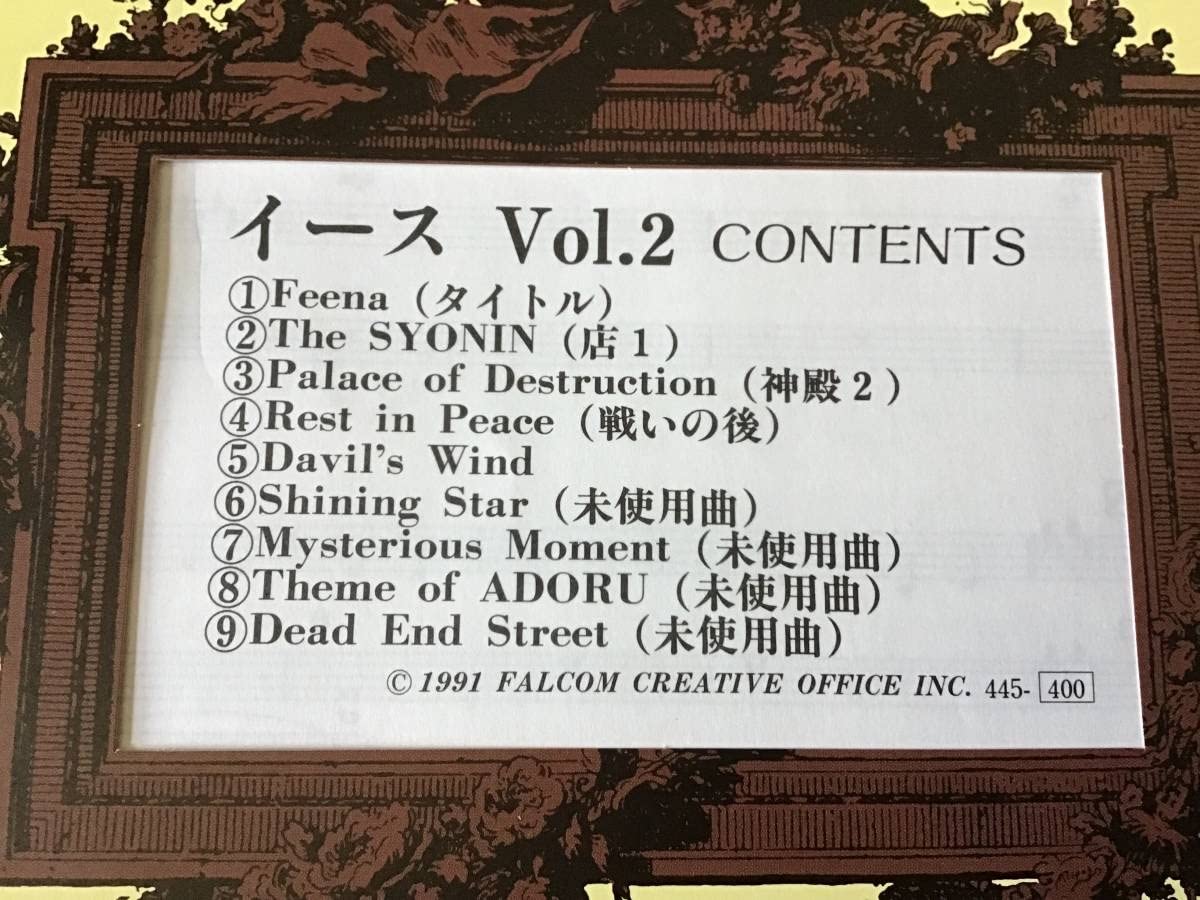 イース Vol.2 CONTENTS
①Feena (タイトル)
②The SYONIN (店1)
③Palace of Destruction (神殿2)
④Rest in Peace (戦いの後)
⑤Davil's Wind
⑥Shining Star (未使用曲)
⑦Mysterious Moment (未使用曲)
⑧Theme of ADORU (未使用曲)
⑨Dead End Street (未使用曲)
© 1991 FALCOM CREATIVE OFFICE INC. 445-400